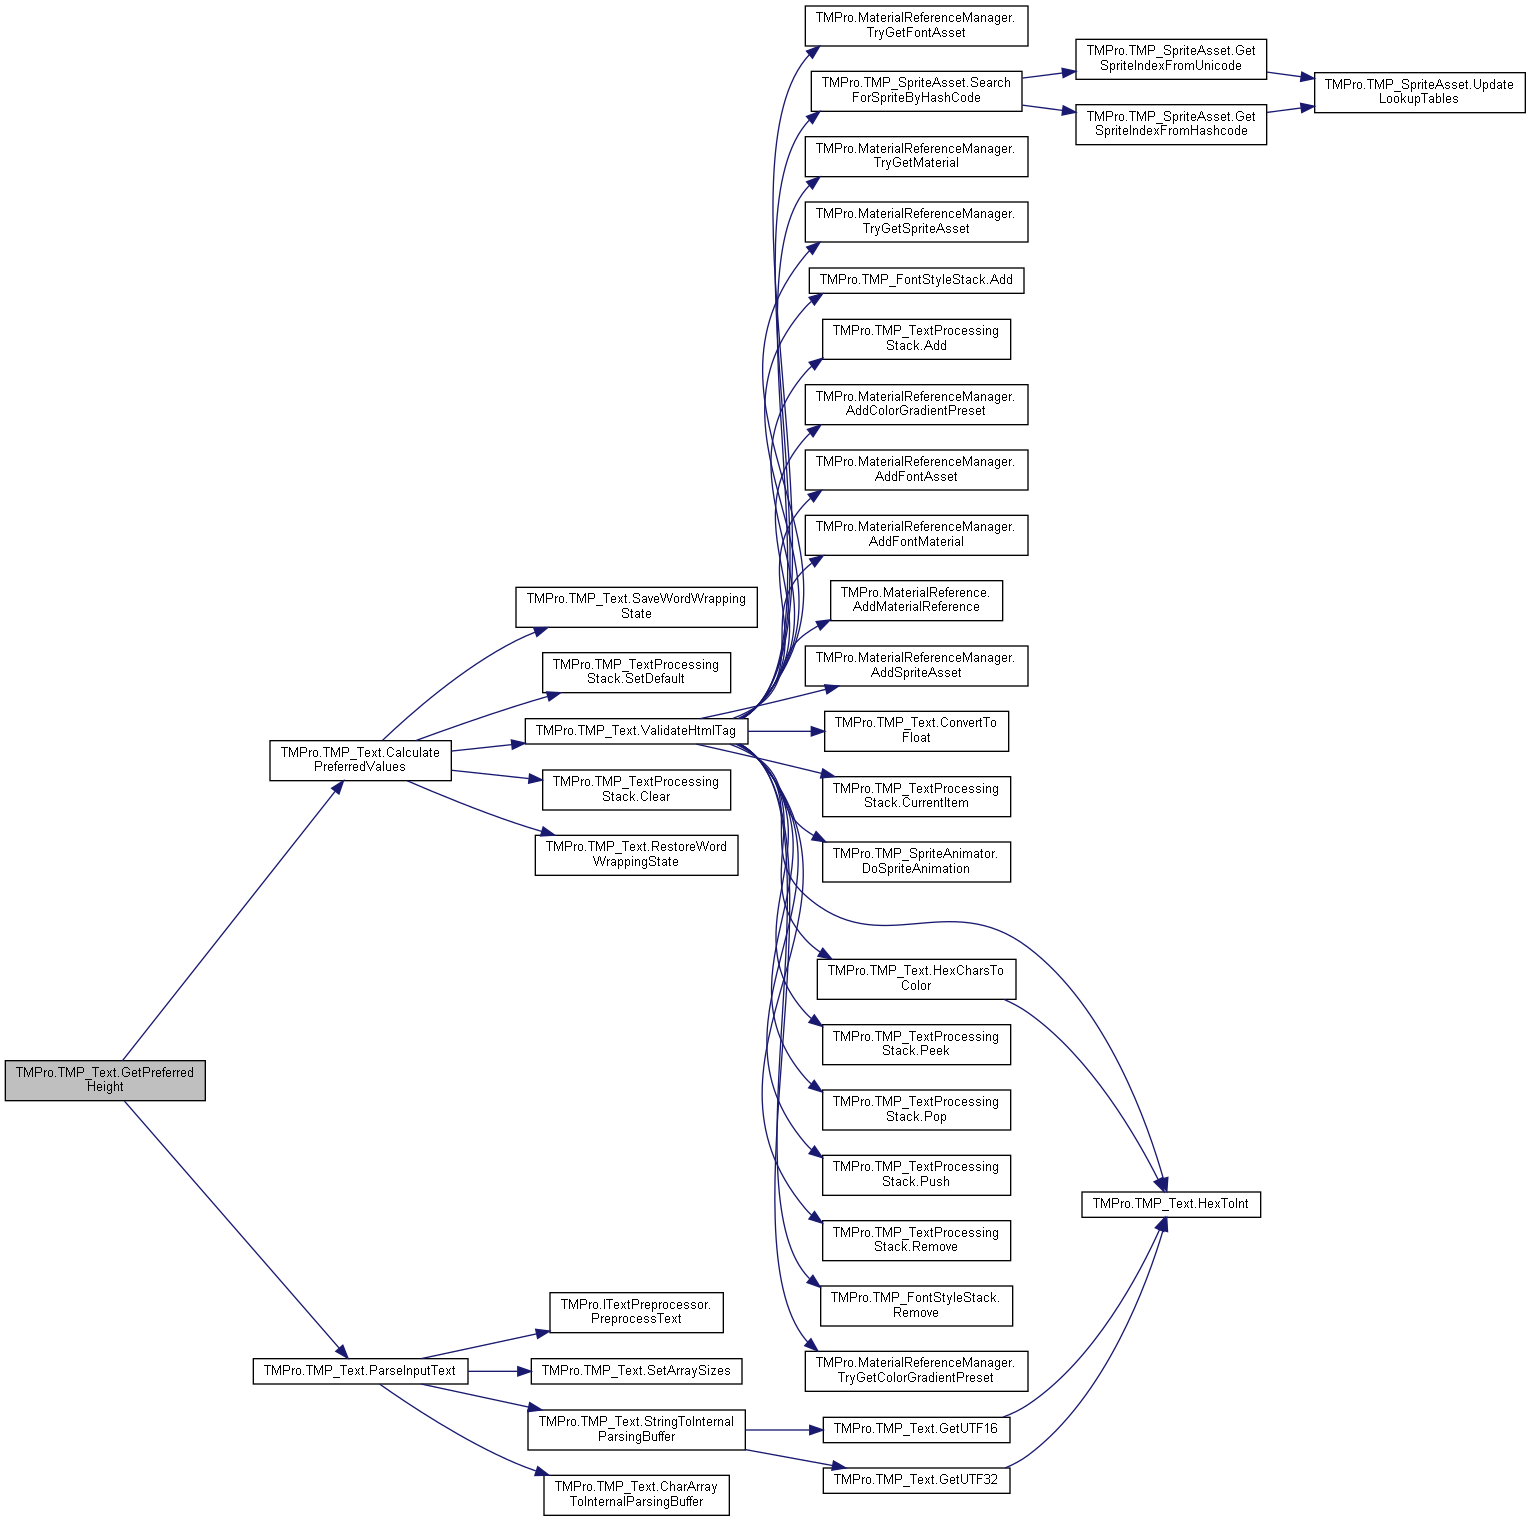 TMPro.MaterialReferenceManager.
TryGetFontAsset
TMPro.TMP_SpriteAsset.Get
SpriteIndexFromUnicode
TMPro.TMP_SpriteAsset.Search
ForSpriteByHashCode
TMPro.TMP_SpriteAsset.Update
LookupTables
TMPro.TMP_SpriteAsset.Get
SpriteIndexFromHashcode
TMPro.MaterialReferenceManager.
TryGetMaterial
TMPro.MaterialReferenceManager.
TryGetSpriteAsset
TMPro.TMP_FontStyleStack.Add
TMPro.TMP_TextProcessing
Stack.Add
TMPro.MaterialReferenceManager.
AddColorGradientPreset
TMPro.MaterialReferenceManager.
AddFontAsset
TMPro.MaterialReferenceManager.
AddFontMaterial
TMPro.MaterialReference.
AddMaterialReference
TMPro.TMP_Text.SaveWordWrapping
State
TMPro.MaterialReferenceManager.
AddSpriteAsset
TMPro.TMP_TextProcessing
Stack.SetDefault
TMPro.TMP_Text.ValidateHtmlTag
TMPro.TMP_Text.ConvertTo
Float
TMPro.TMP_Text.Calculate
PreferredValues
TMPro.TMP_TextProcessing
Stack.Clear
TMPro.TMP_TextProcessing
Stack.CurrentItem
TMPro.TMP_Text.RestoreWord
WrappingState
TMPro.TMP_SpriteAnimator.
DoSpriteAnimation
TMPro.TMP_Text.HexCharsTo
Color
TMPro.TMP_TextProcessing
Stack.Peek
TMPro.TMP_Text.GetPreferred
Height
TMPro.TMP_TextProcessing
Stack.Pop
TMPro.TMP_TextProcessing
Stack.Push
TMPro.TMP_Text.HexToInt
TMPro.TMP_TextProcessing
Stack.Remove
TMPro.TMP_FontStyleStack.
Remove
TMPro.ITextPreprocessor.
PreprocessText
TMPro.TMP_Text.ParseInputText
TMPro.TMP_Text.SetArraySizes
TMPro.MaterialReferenceManager.
TryGetColorGradientPreset
TMPro.TMP_Text.StringToInternal
ParsingBuffer
TMPro.TMP_Text.GetUTF16
TMPro.TMP_Text.GetUTF32
TMPro.TMP_Text.CharArray
ToInternalParsingBuffer